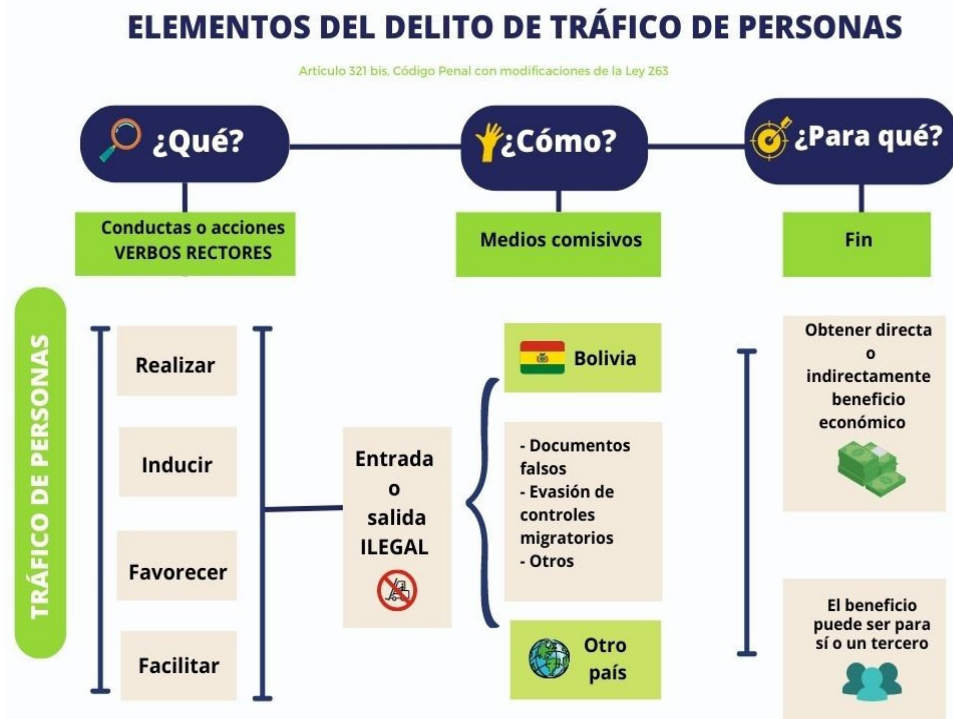 ELEMENTOS DEL DELITO DE TRÁFICO DE PERSONAS
Artículo 321 bis, Código Penal con modificaciones de la Ley 263
¿Qué?
¿Cómo?
¿Para qué?
Conductas o acciones
VERBOS RECTORES
Medios comisivos
Fin
TRÁFICO DE PERSONAS
Realizar
Inducir
Favorecer
Facilitar
Entrada
o
salida
ILEGAL
Bolivia
- Documentos
falsos
- Evasión de
controles
migratorios
- Otros
Otro
país
Obtener directa
o
indirectamente
beneficio
económico
El beneficio
puede ser para
sí o un tercero